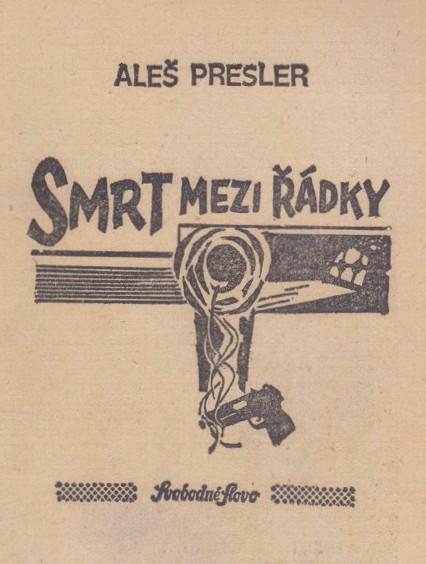 ALEŠ PRESLER
SMRT MEZI ŘÁDKY
Svobodné slovo